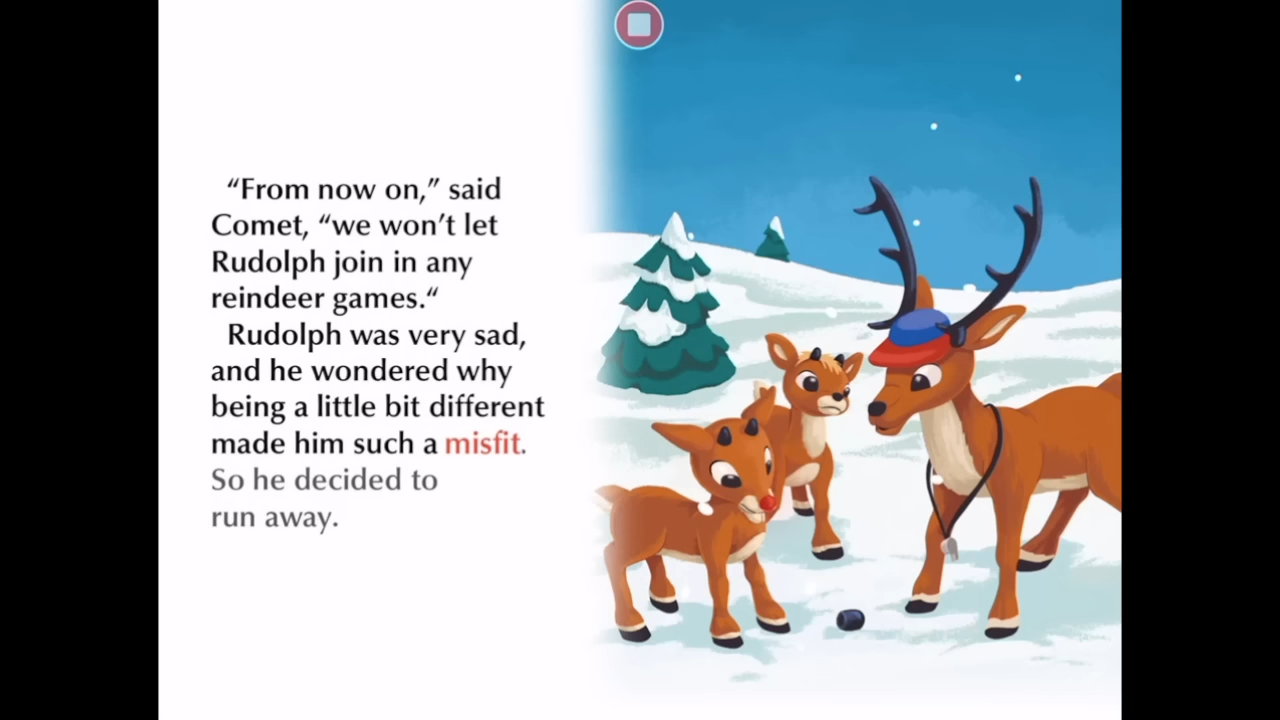 “From now on,” said
Comet, “we won’t let
Rudolph join in any
reindeer games.“
Rudolph was very sad,
and he wondered why
being a little bit different
made him such a misfit.
So he decided to
run away.